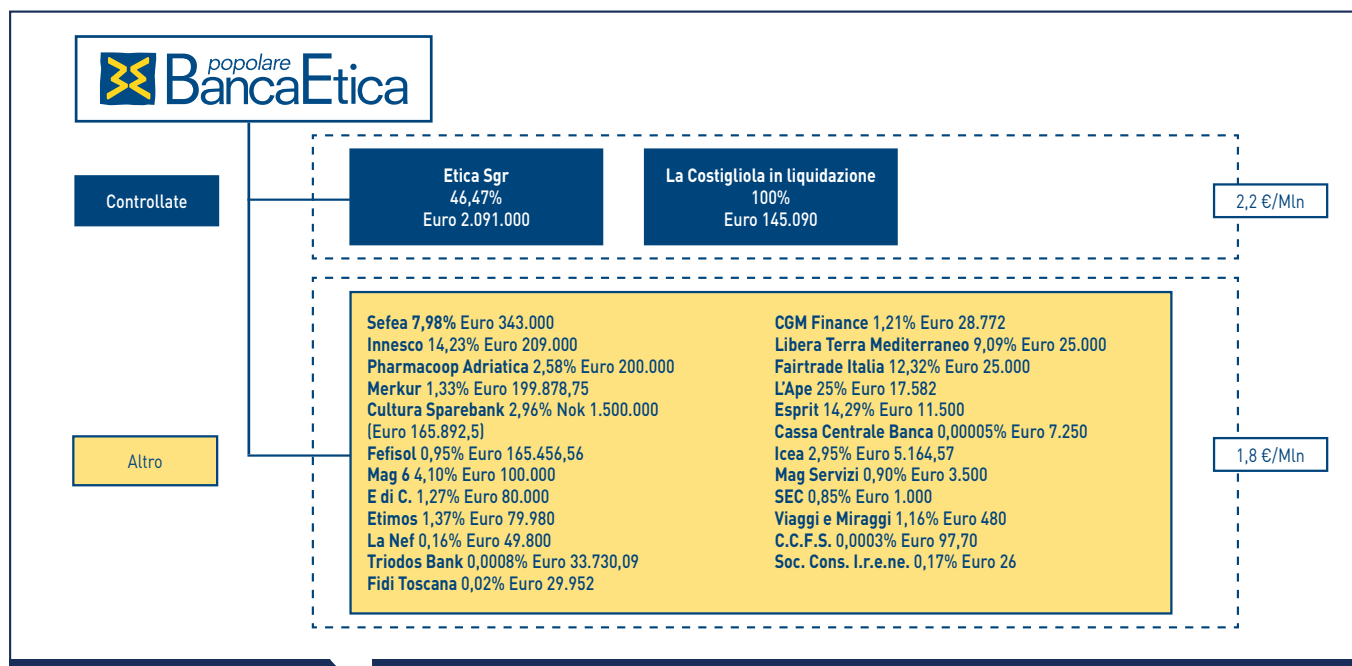 popolare
BancaEtica
Controllate
Etica Sgr
46,47%
Euro 2.091.000
La Costigliola in liquidazione
100%
Euro 145.090
2,2 €/Mln
Altro
Sefea 7,98% Euro 343.000
Innesco 14,23% Euro 209.000
Pharmacoop Adriatica 2,58% Euro 200.000
Merkur 1,33% Euro 199.878,75
Cultura Sparebank 2,96% Nok 1.500.000
(Euro 165.892,5)
Fefisol 0,95% Euro 165.456,56
Mag 6 4,10% Euro 100.000
E di C. 1,27% Euro 80.000
Etimos 1,37% Euro 79.980
La Nef 0,16% Euro 49.800
Triodos Bank 0,0008% Euro 33.730,09
Fidi Toscana 0,02% Euro 29.952
CGM Finance 1,21% Euro 28.772
Libera Terra Mediterraneo 9,09% Euro 25.000
Fairtrade Italia 12,32% Euro 25.000
L'Ape 25% Euro 17.582
Esprit 14,29% Euro 11.500
Cassa Centrale Banca 0,00005% Euro 7.250
Icea 2,95% Euro 5.164,57
Mag Servizi 0,90% Euro 3.500
SEC 0,85% Euro 1.000
Viaggi e Miraggi 1,16% Euro 480
C.C.F.S. 0,0003% Euro 97,70
Soc. Cons. I.r.e.ne. 0,17% Euro 26
1,8 €/Mln